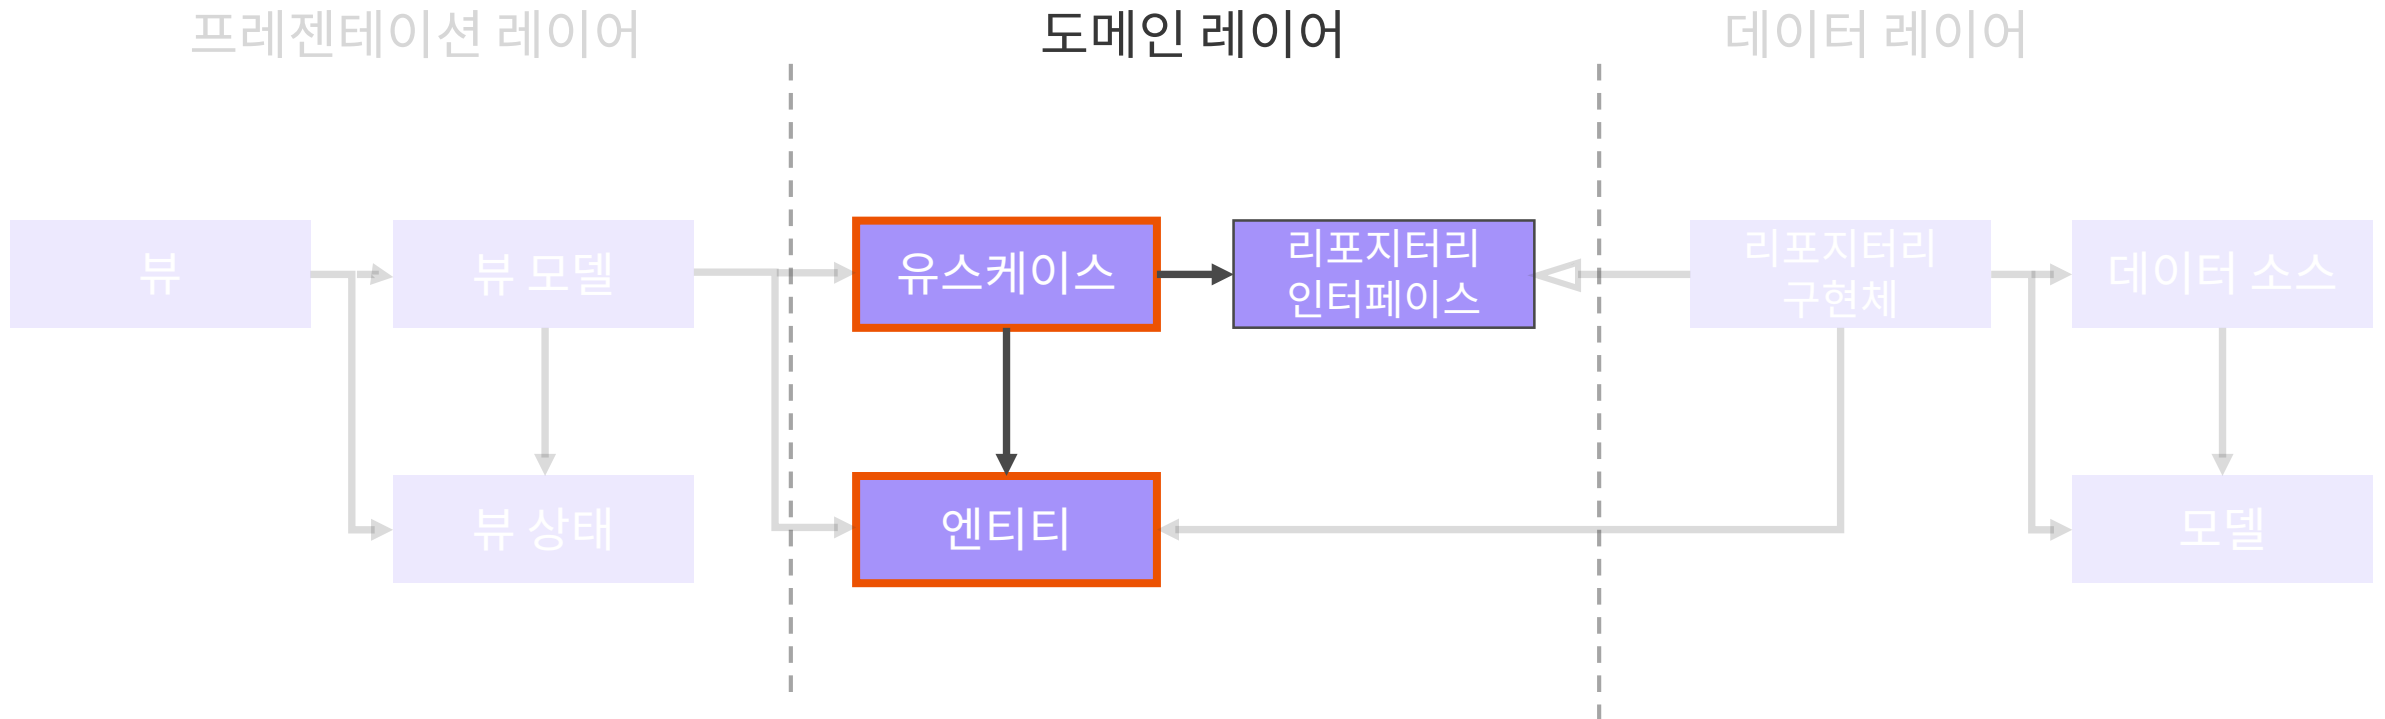 프레젠테이션 레이어
도메인 레이어
데이터 레이어
뷰
뷰 모델
유스케이스
리포지터리
인터페이스
리포지터리
구현체
데이터 소스
뷰 상태
엔티티
모델